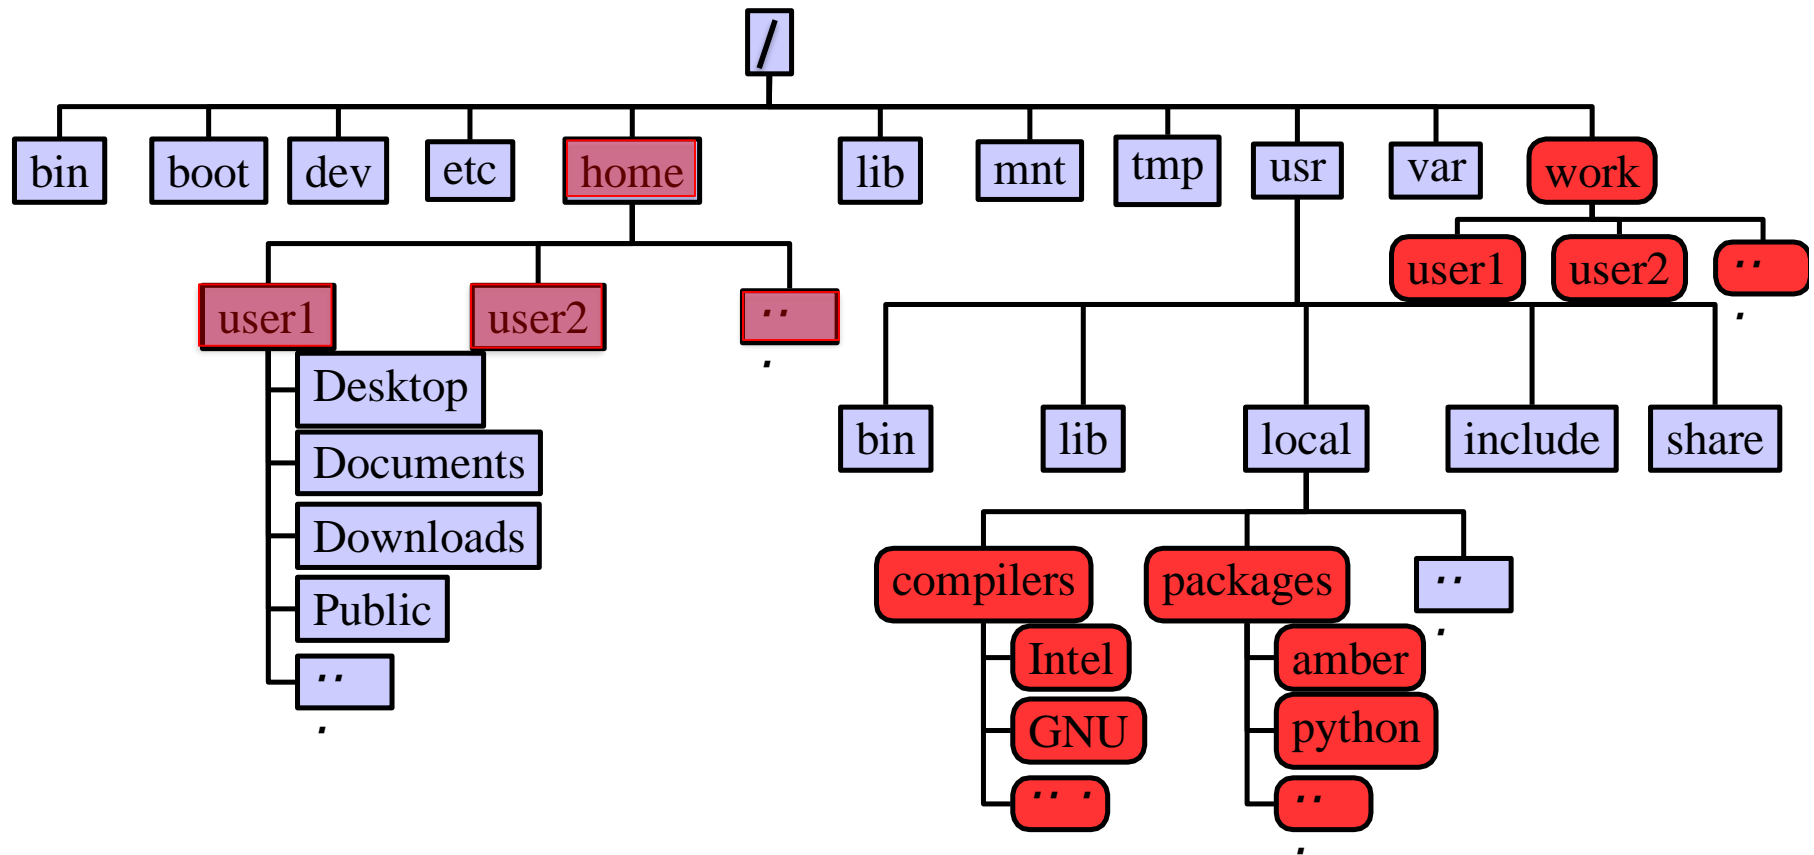 /
bin boot dev etc home lib mnt tmp usr var work
user1 user2 ...
user1 user2 ...
Desktop
Documents
Downloads
Public
...
bin lib local include share
compilers packages ...
Intel
GNU
...
amber
python
...